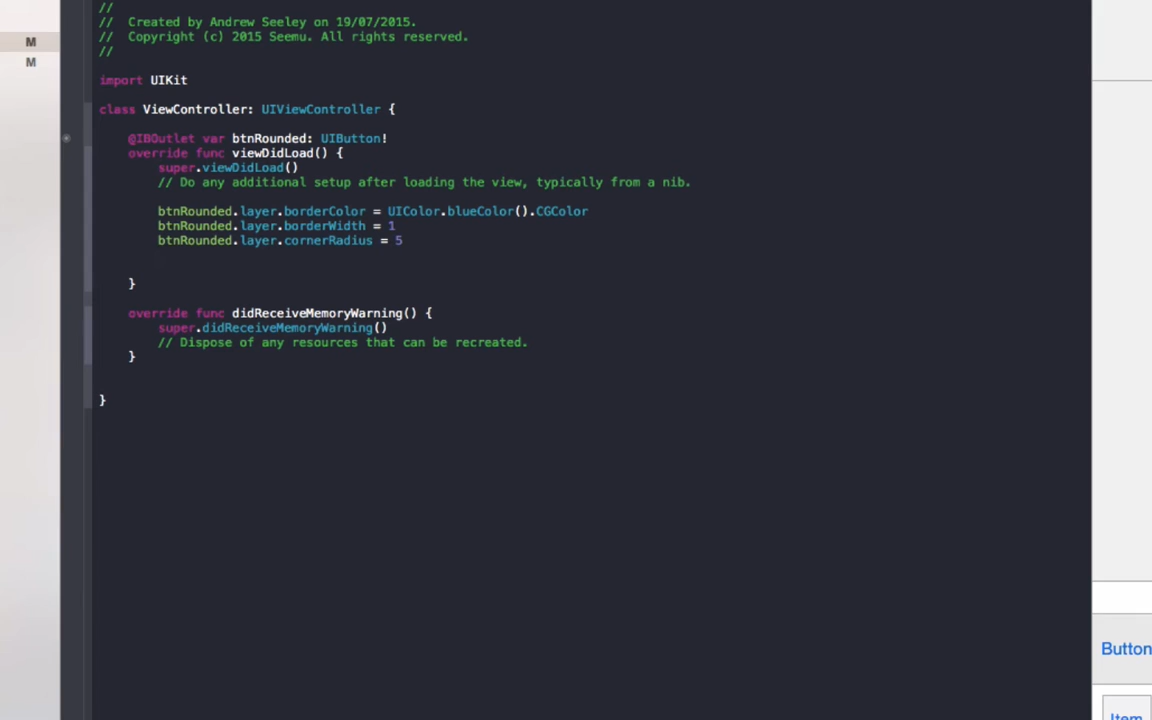 //
//  Created by Andrew Seeley on 19/07/2015.
//  Copyright (c) 2015 Seemu. All rights reserved.
//
M
M
import UIKit
class ViewController: UIViewController {
@IBOutlet var btnRounded: UIButton!
override func viewDidLoad() {
super.viewDidLoad()
// Do any additional setup after loading the view, typically from a nib.
btnRounded.layer.borderColor = UIColor.blueColor().CGColor
btnRounded.layer.borderWidth = 1
btnRounded.layer.cornerRadius = 5
}
override func didReceiveMemoryWarning() {
super.didReceiveMemoryWarning()
// Dispose of any resources that can be recreated.
}
}
Button
Item